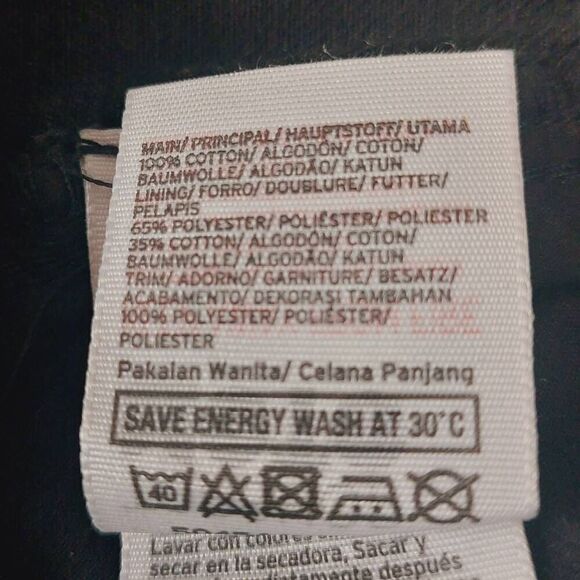 MAIN/ PRINCIPAL/ HAUPTSTOFF/ UTAMA
100% COTTON/ ALGODÓN/ COTON/
BAUMWOLLE/ ALGODÃO/ KATUN
LINING/ FORRO/ DOUBLURE/ FUTTER/
PELAPIS
65% POLYESTER/ POLIÉSTER/ POLIESTER
35% COTTON/ ALGODÓN/ COTON/
BAUMWOLLE/ ALGODÃO/ KATUN
TRIM/ ADORNO/ GARNITURE/ BESATZ/
ACABAMENTO/ DEKORASI TAMBAHAN
100% POLYESTER/ POLIÉSTER/
POLIESTER
Pakaian Wanita/ Celana Panjang
SAVE ENERGY WASH AT 30°C
40
Lavar con colores
secar en la secadora, Sacar y
inmediatamente después